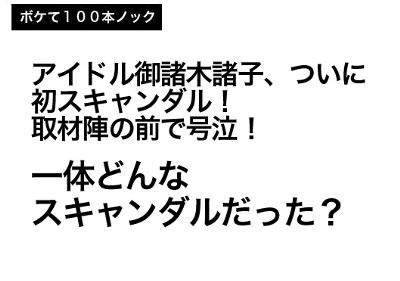 ボケて１００本ノック
アイドル御諸木諸子、ついに
初スキャンダル！
取材陣の前で号泣！
一体どんな
スキャンダルだった？